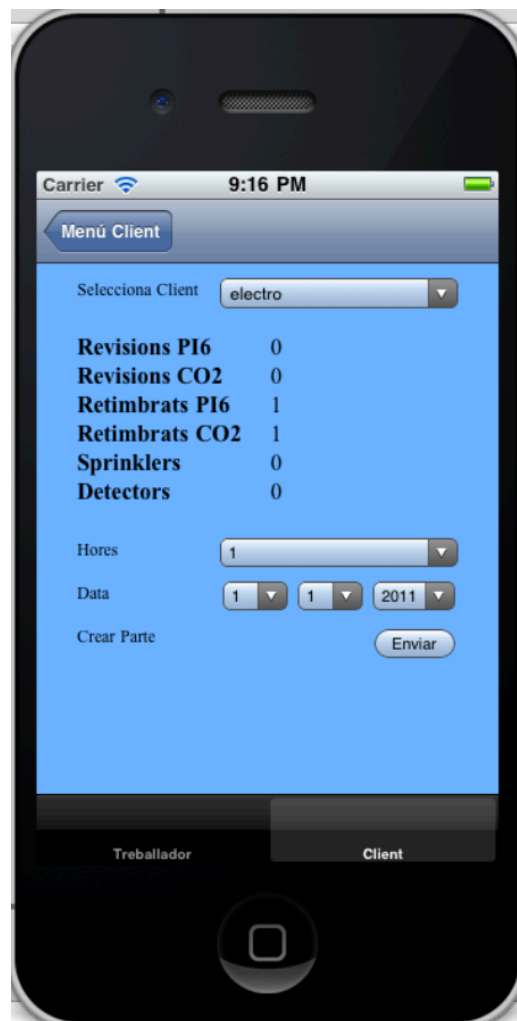 Carrier 9:16 PM
Menú Client
Selecciona Client electro
Revisions PI6 0
Revisions CO2 0
Retimbrats PI6 1
Retimbrats CO2 1
Sprinklers 0
Detectors 0
Hores 1
Data 1 1 2011
Crear Parte Enviar
Treballador Client